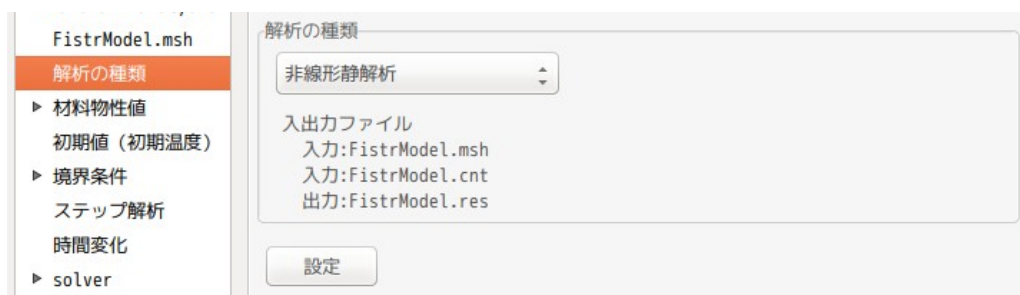 FistrModel.msh
解析の種類
材料物性値
初期値（初期温度）
境界条件
ステップ解析
時間変化
solver
解析の種類
非線形静解析
入出力ファイル
入力:FistrModel.msh
入力:FistrModel.cnt
出力:FistrModel.res
設定